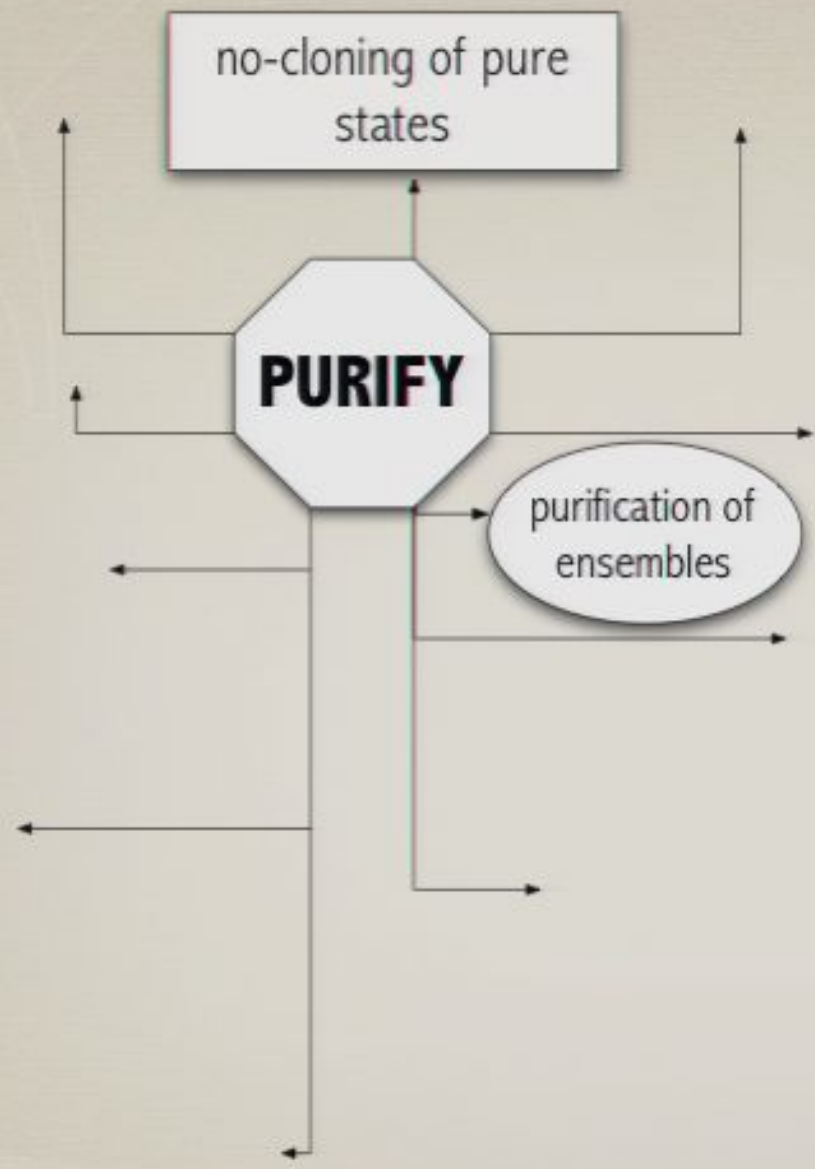 no-cloning of pure
states
PURIFY
purification of
ensembles